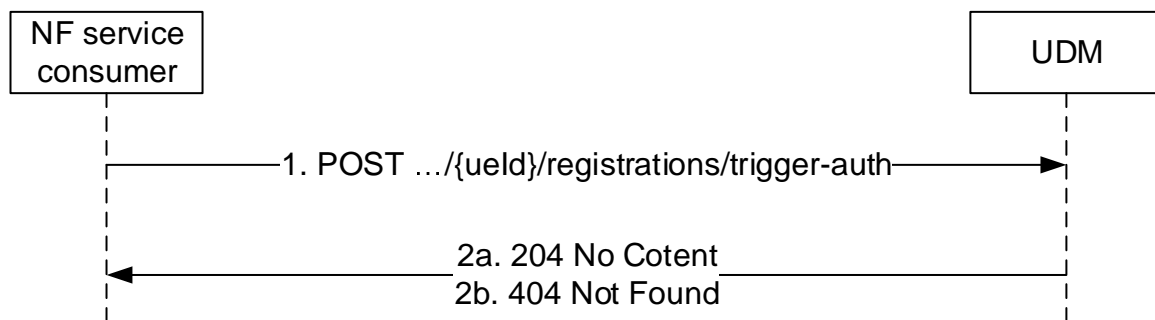 NF service
consumer
UDM
1. POST …/{ueId}/registrations/trigger-auth
2a. 204 No Cotent
2b. 404 Not Found